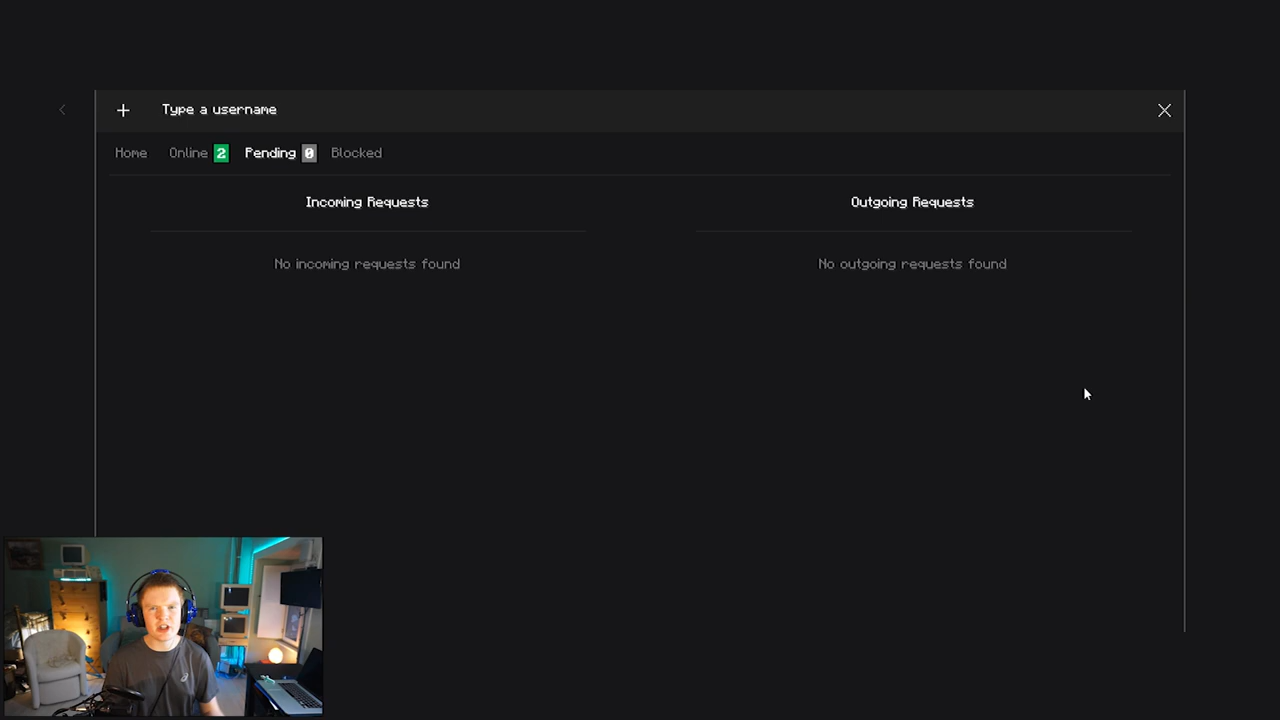 Type a username
Home Online 2 Pending 0 Blocked
Incoming Requests
Outgoing Requests
No incoming requests found
No outgoing requests found